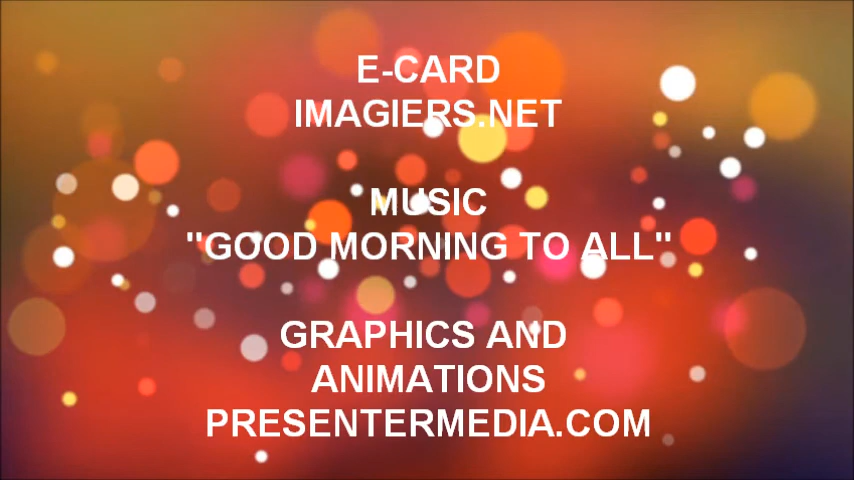 E-CARD
IMAGIERS.NET
MUSIC
"GOOD MORNING TO ALL"
GRAPHICS AND
ANIMATIONS
PRESENTERMEDIA.COM